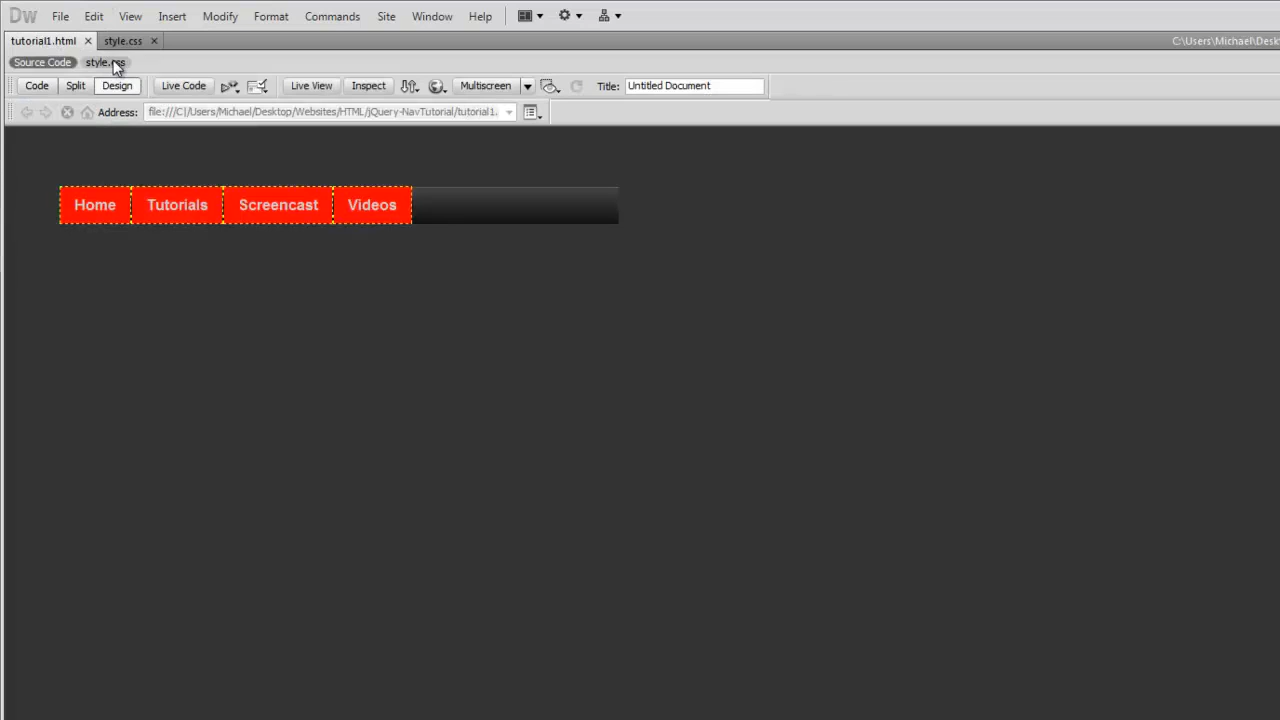 Dw File Edit View Insert Modify Format Commands Site Window Help
tutorial1.html style.css C:\Users\Michael\Desk
Source Code style.css
Code Split Design Live Code Live View Inspect Multiscreen Title: Untitled Document
Address: file:///C|/Users/Michael/Desktop/Websites/HTML/jQuery-NavTutorial/tutorial1.
Home Tutorials Screencast Videos